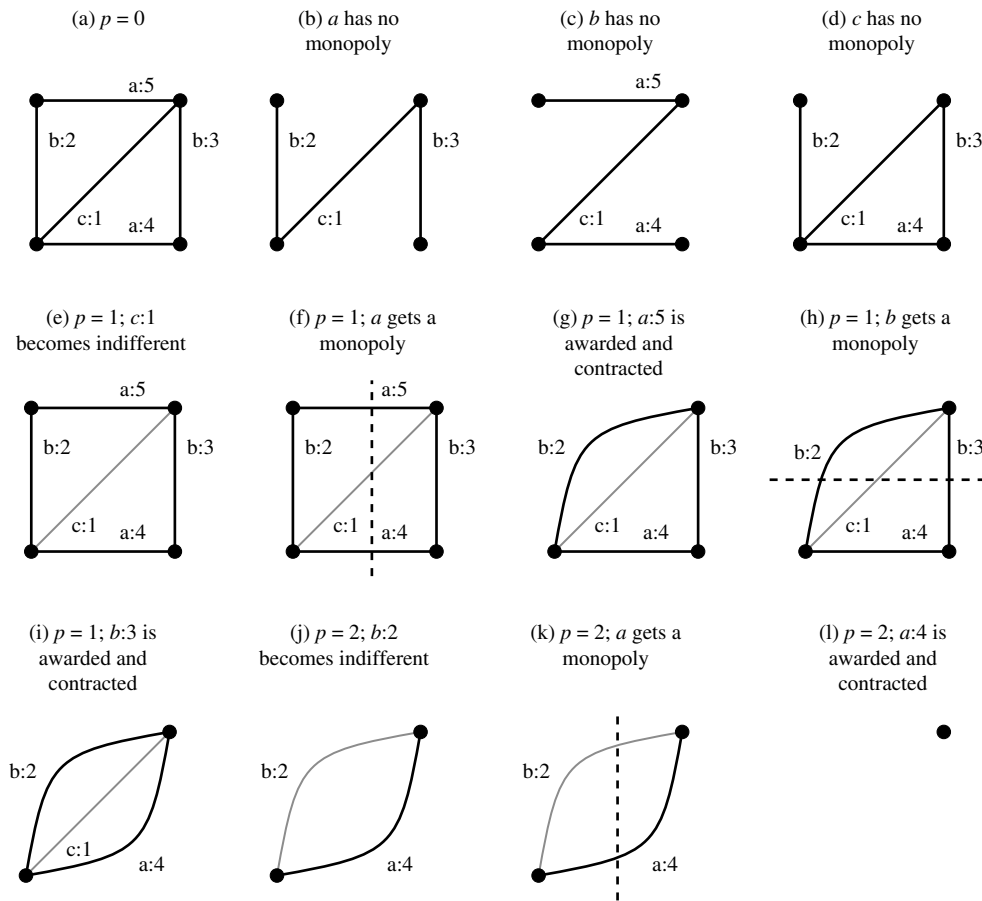 (a) p = 0
(b) a has no
monopoly
(c) b has no
monopoly
(d) c has no
monopoly
a:5
b:2
b:3
c:1
a:4
b:2
b:3
c:1
a:5
c:1
a:4
b:2
b:3
c:1
a:4
(e) p = 1; c:1
becomes indifferent
(f) p = 1; a gets a
monopoly
(g) p = 1; a:5 is
awarded and
contracted
(h) p = 1; b gets a
monopoly
a:5
b:2
b:3
c:1
a:4
a:5
b:2
b:3
c:1
a:4
b:2
b:3
c:1
a:4
b:2
b:3
c:1
a:4
(i) p = 1; b:3 is
awarded and
contracted
(j) p = 2; b:2
becomes indifferent
(k) p = 2; a gets a
monopoly
(l) p = 2; a:4 is
awarded and
contracted
b:2
c:1
a:4
b:2
a:4
b:2
a:4